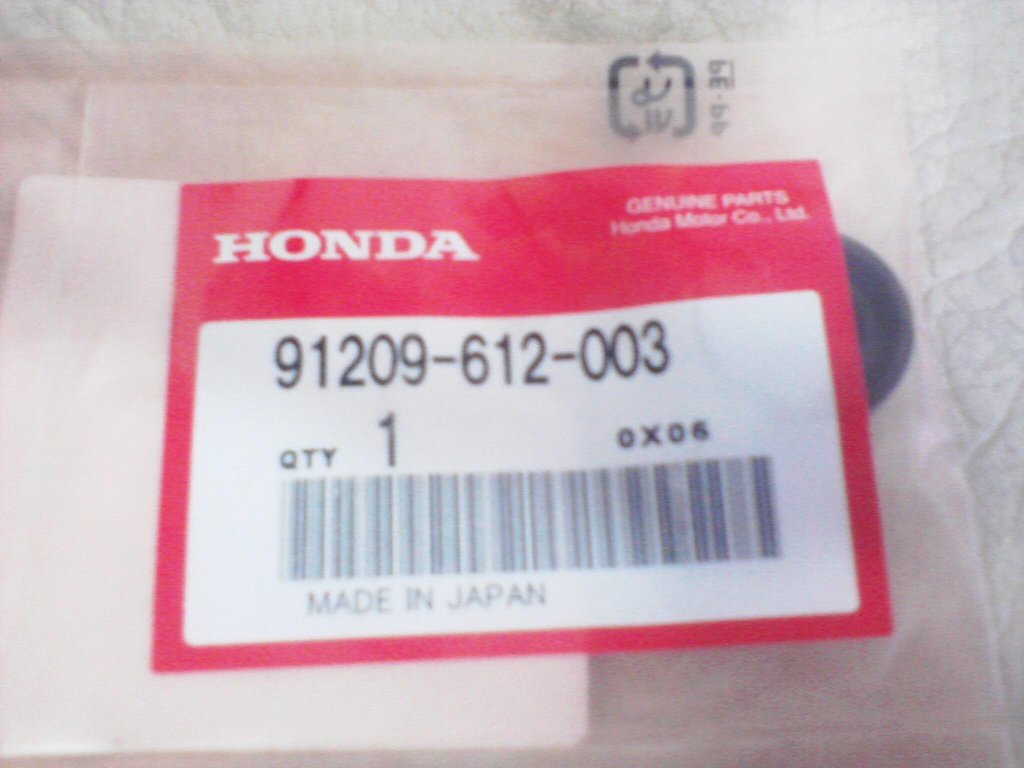 GENUINE PARTS
Honda Motor Co., Ltd.
HONDA
91209-612-003
QTY 1 0X06
MADE IN JAPAN